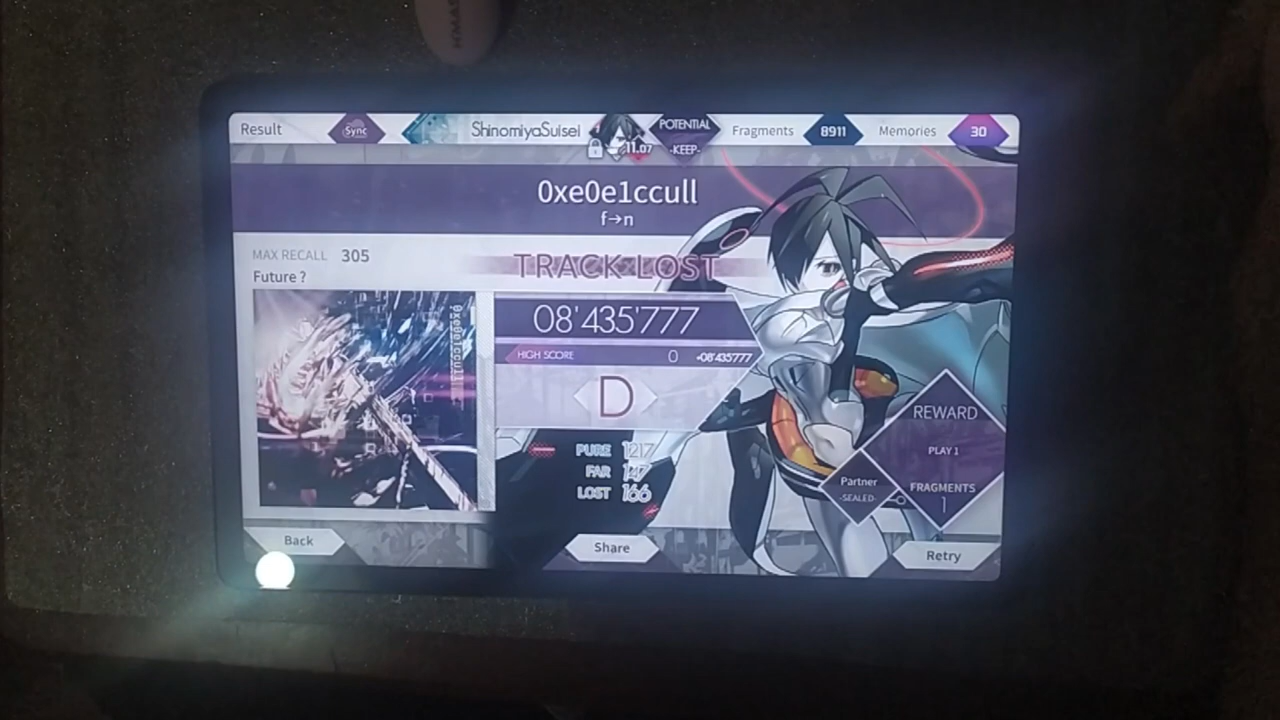 Result
Sync
ShinomiyaSuisei
11.07
POTENTIAL
-KEEP-
Fragments
8911
Memories
30
0xe0e1ccull
f→n
MAX RECALL 305
Future ?
TRACK LOST
0xe0e1ccull
08'435'777
HIGH SCORE 0 +08'435'777
D
PURE 1217
FAR 147
LOST 166
REWARD
PLAY 1
FRAGMENTS
1
Partner
-SEALED-
Back
Share
Retry